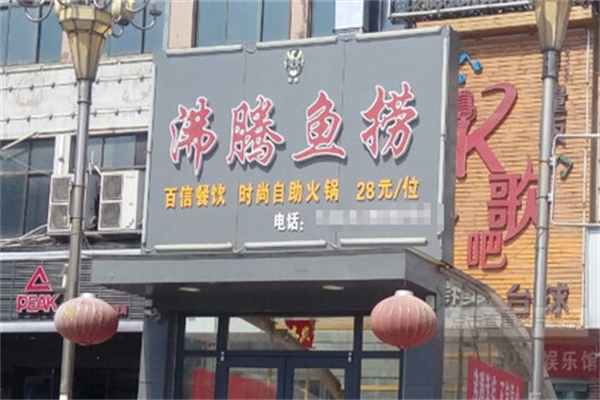 沸腾鱼捞
百信餐饮 时尚自助火锅 28元/位
电话:
PEAK
K歌吧
台球
娱乐馆